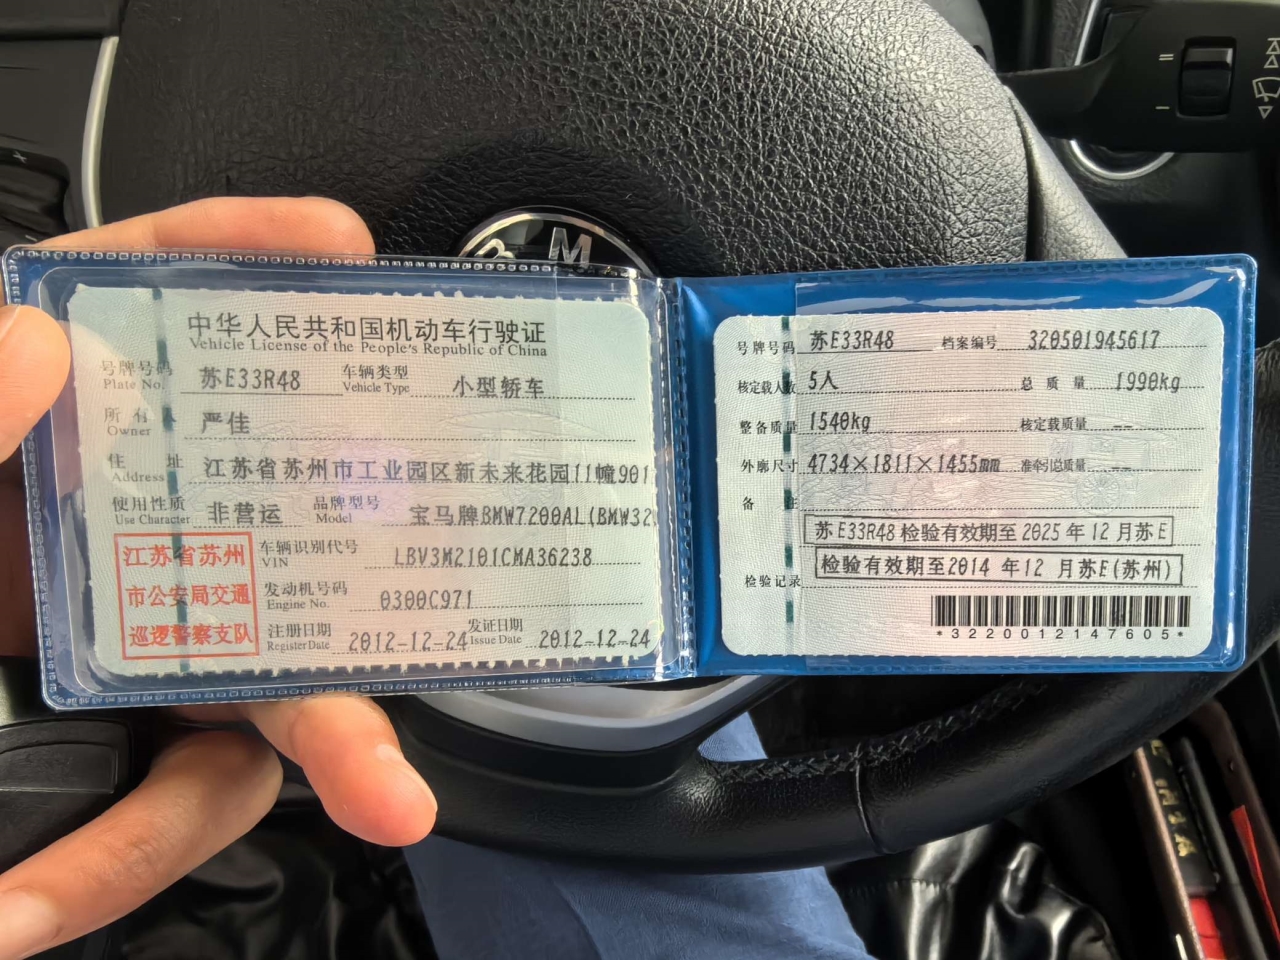 中华人民共和国机动车行驶证
Vehicle License of the People's Republic of China
号牌号码 苏E33R48 车辆类型 小型轿车
Plate No. Vehicle Type
所有人 严佳
Owner
住址 江苏省苏州市工业园区新未来花园11幢901
Address
使用性质 非营运 品牌型号 宝马牌BMW7200AL(BMW32
Use Character Model
江苏省苏州
市公安局交通
巡逻警察支队
车辆识别代号 LBV3M2101CMA36238
VIN
发动机号码 0300C971
Engine No.
注册日期 2012-12-24 发证日期 2012-12-24
Register Date Issue Date
号牌号码 苏E33R48 档案编号 320501945617
核定载人数 5人 总质量 1990kg
整备质量 1540kg 核定载质量 --
外廓尺寸 4734×1811×1455mm 准牵引总质量 --
备注
苏E33R48 检验有效期至 2025 年 12 月苏 E
检验有效期至2014 年12 月苏E(苏州)
检验记录
*3220012147605*
M